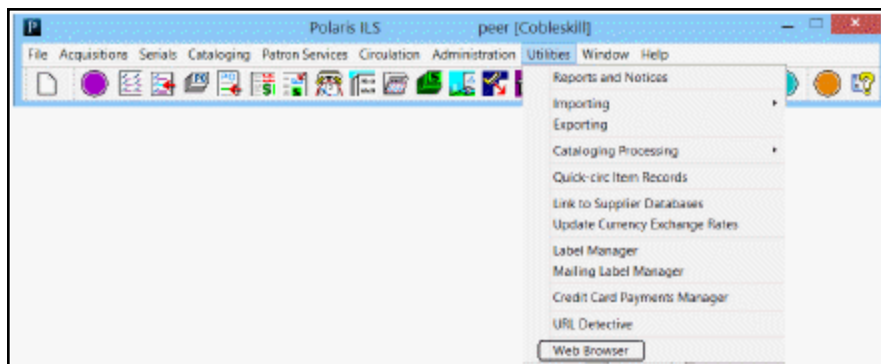 P Polaris ILS peer [Cobleskill]
File Acquisitions Serials Cataloging Patron Services Circulation Administration Utilities Window Help
Reports and Notices
Importing
Exporting
Cataloging Processing
Quick-circ Item Records
Link to Supplier Databases
Update Currency Exchange Rates
Label Manager
Mailing Label Manager
Credit Card Payments Manager
URL Detective
Web Browser